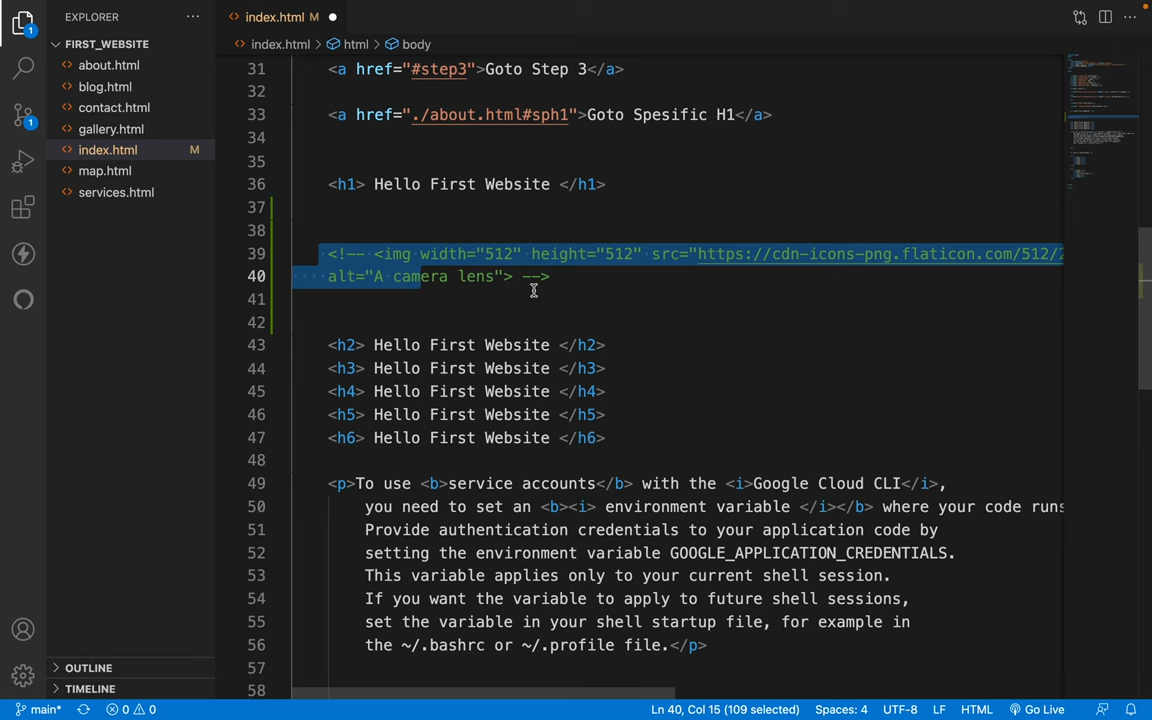 EXPLORER
FIRST_WEBSITE
about.html
blog.html
contact.html
gallery.html
index.html M
map.html
services.html
OUTLINE
TIMELINE
1
1
index.html M
index.html > html > body
31 <a href="#step3">Goto Step 3</a>
32
33 <a href="./about.html#sph1">Goto Spesific H1</a>
34
35
36 <h1> Hello First Website </h1>
37
38
39 <!-- <img width="512" height="512" src="https://cdn-icons-png.flaticon.com/512/2
40 alt="A camera lens"> -->
41
42
43 <h2> Hello First Website </h2>
44 <h3> Hello First Website </h3>
45 <h4> Hello First Website </h4>
46 <h5> Hello First Website </h5>
47 <h6> Hello First Website </h6>
48
49 <p>To use <b>service accounts</b> with the <i>Google Cloud CLI</i>,
50 you need to set an <b><i> environment variable </i></b> where your code runs
51 Provide authentication credentials to your application code by
52 setting the environment variable GOOGLE_APPLICATION_CREDENTIALS.
53 This variable applies only to your current shell session.
54 If you want the variable to apply to future shell sessions,
55 set the variable in your shell startup file, for example in
56 the ~/.bashrc or ~/.profile file.</p>
57
58
main* 0 0 Ln 40, Col 15 (109 selected) Spaces: 4 UTF-8 LF HTML Go Live